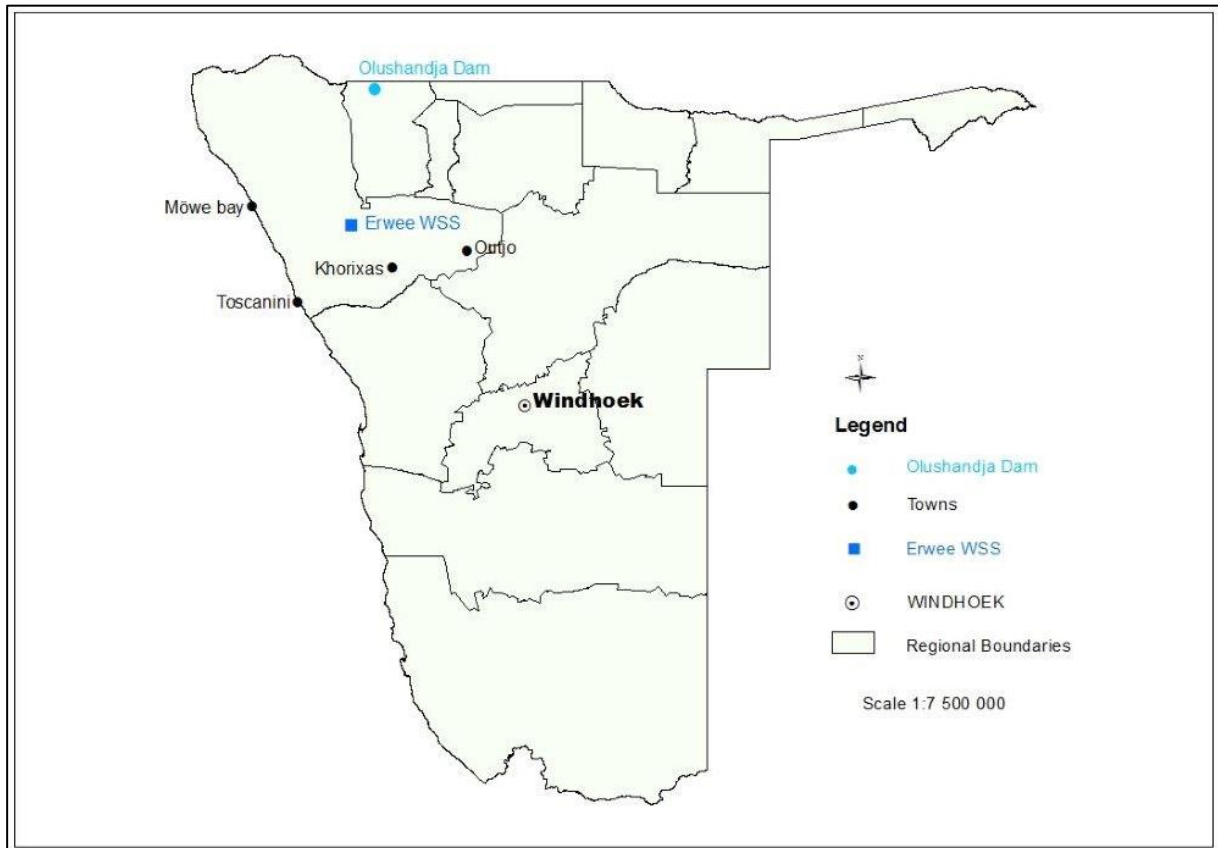 Olushandja Dam
Möwe bay
Erwee WSS
Outjo
Khorixas
Toscanini
Windhoek
N
Legend
Olushandja Dam
Towns
Erwee WSS
WINDHOEK
Regional Boundaries
Scale 1:7 500 000